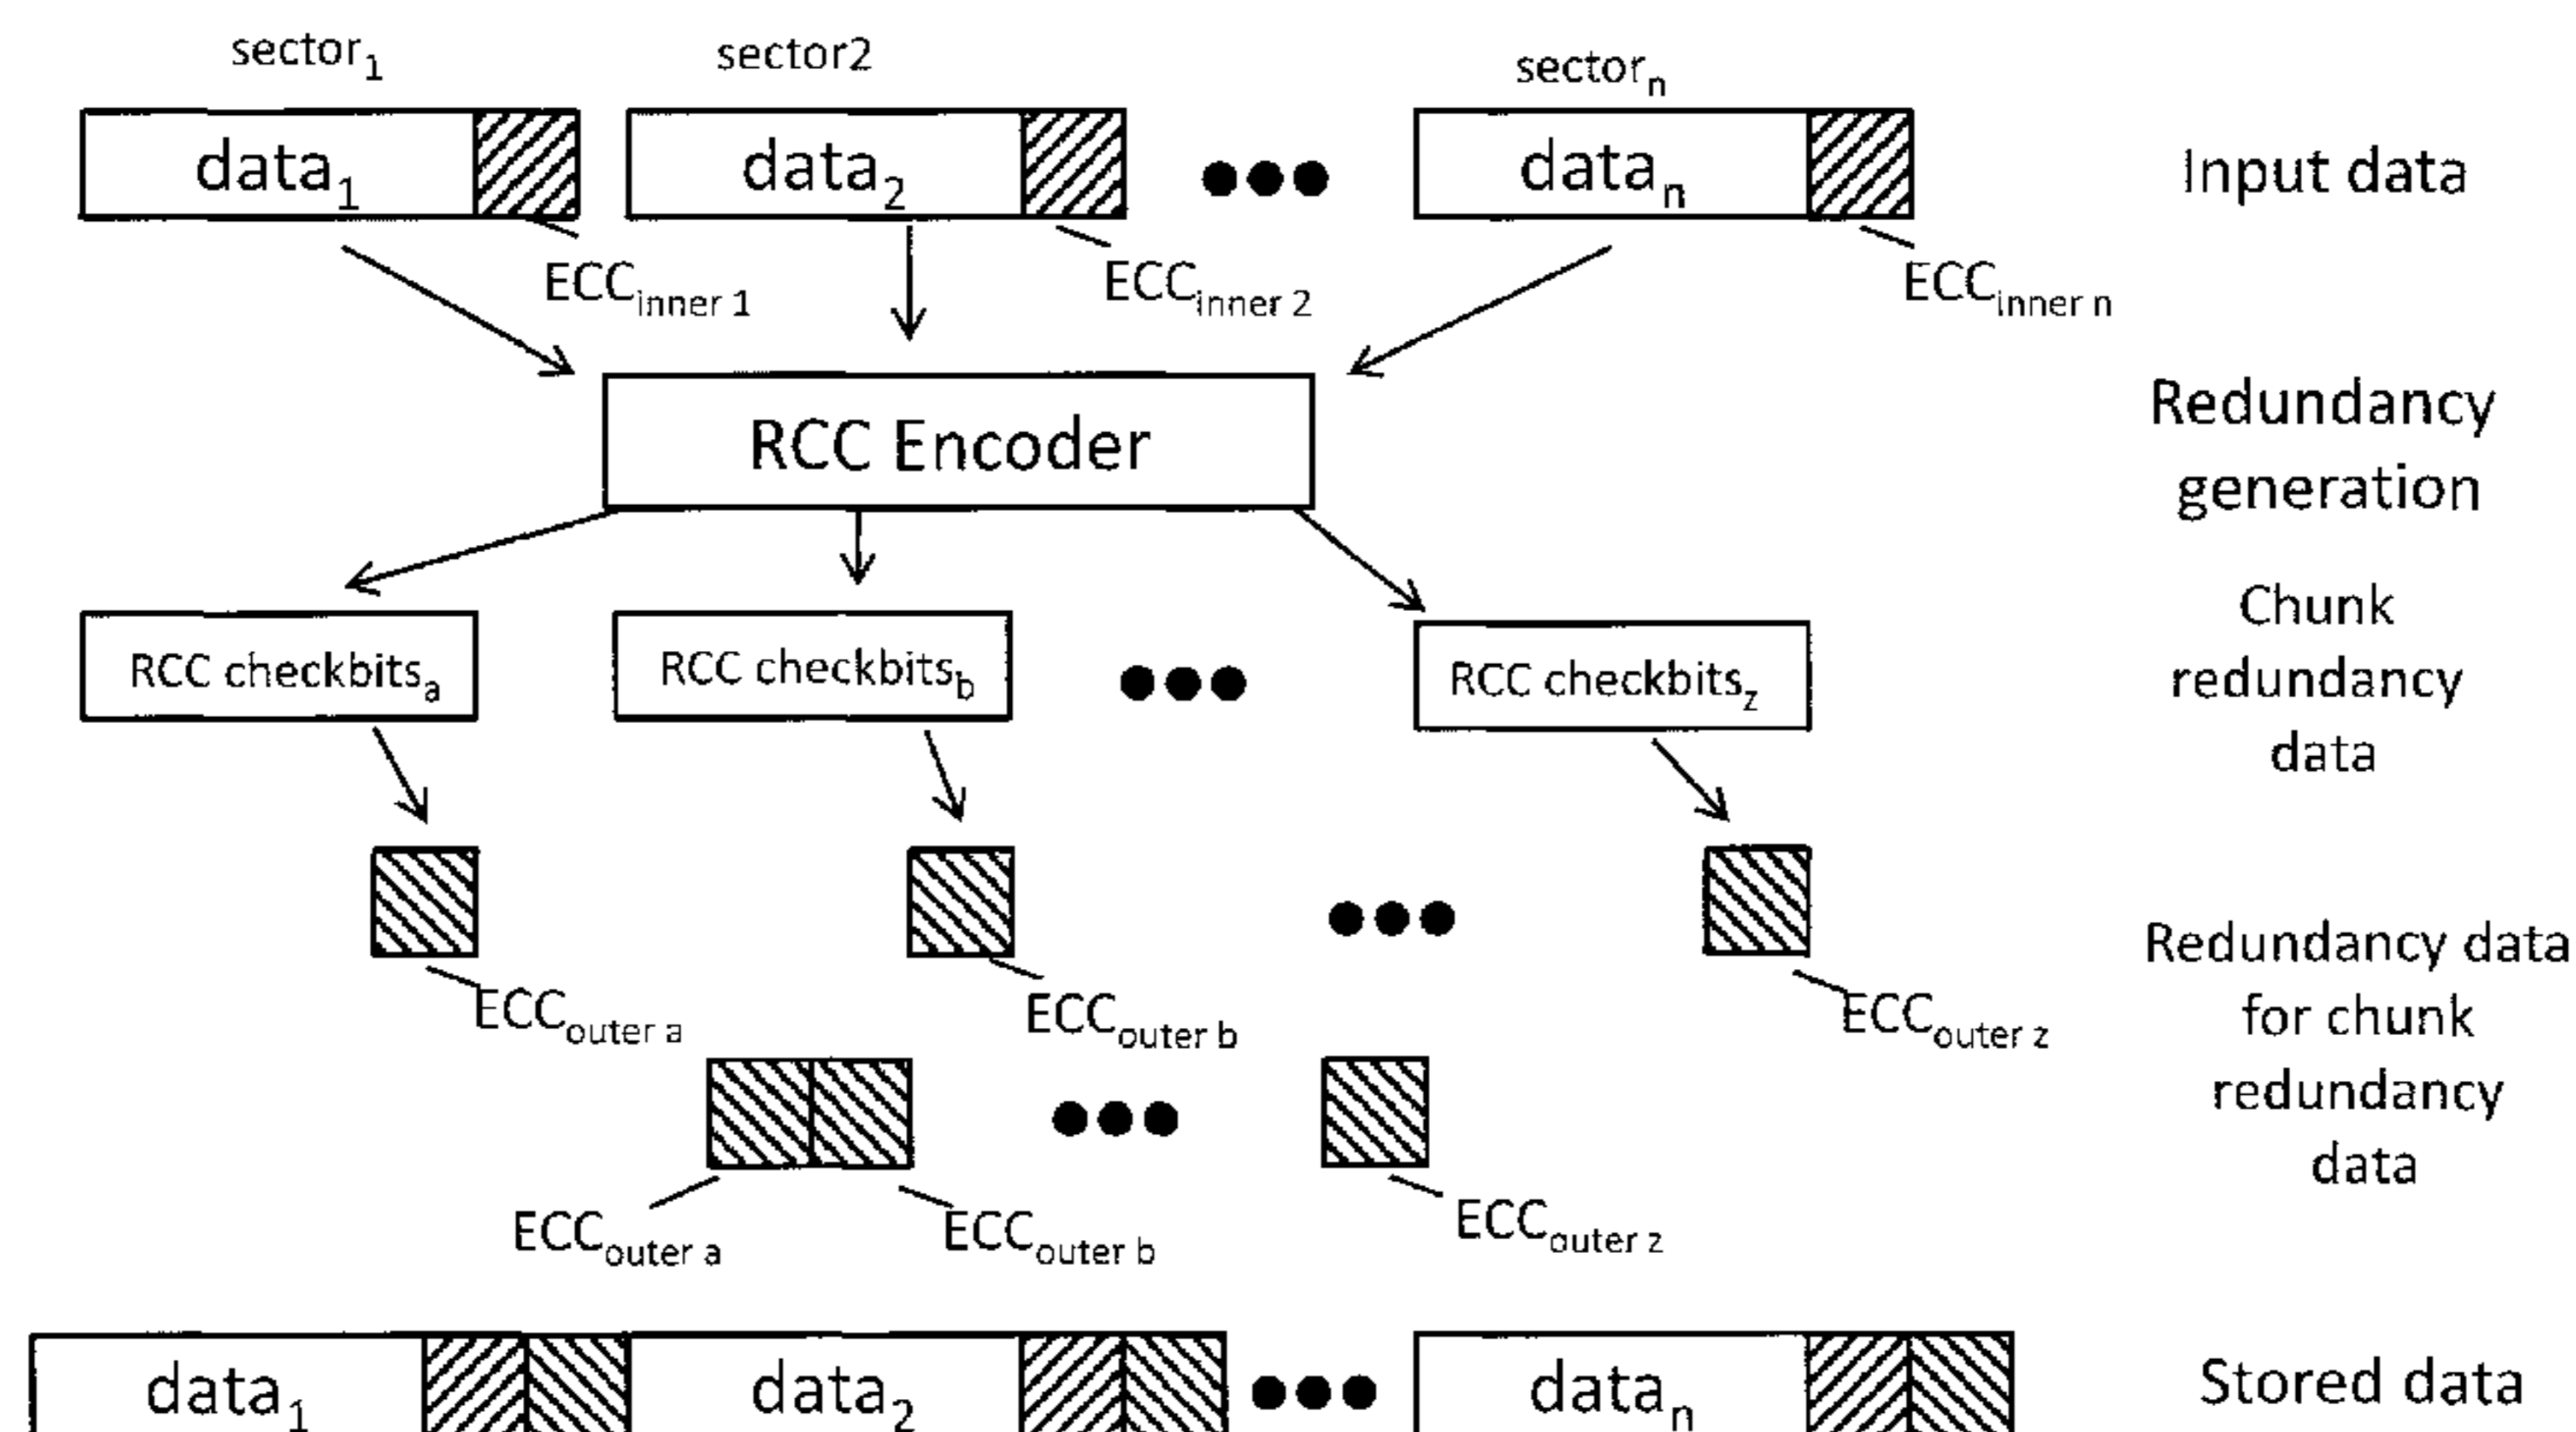 sector1 sector2 sectorn
data1 data2 datan Input data
ECCinner 1 ECCinner 2 ECCinner n
RCC Encoder
Redundancy
generation
RCC checkbitsa RCC checkbitsb RCC checkbitsz
Chunk
redundancy
data
ECCouter a ECCouter b ECCouter z
ECCouter a ECCouter b ECCouter z
Redundancy data
for chunk
redundancy
data
data1 data2 datan Stored data